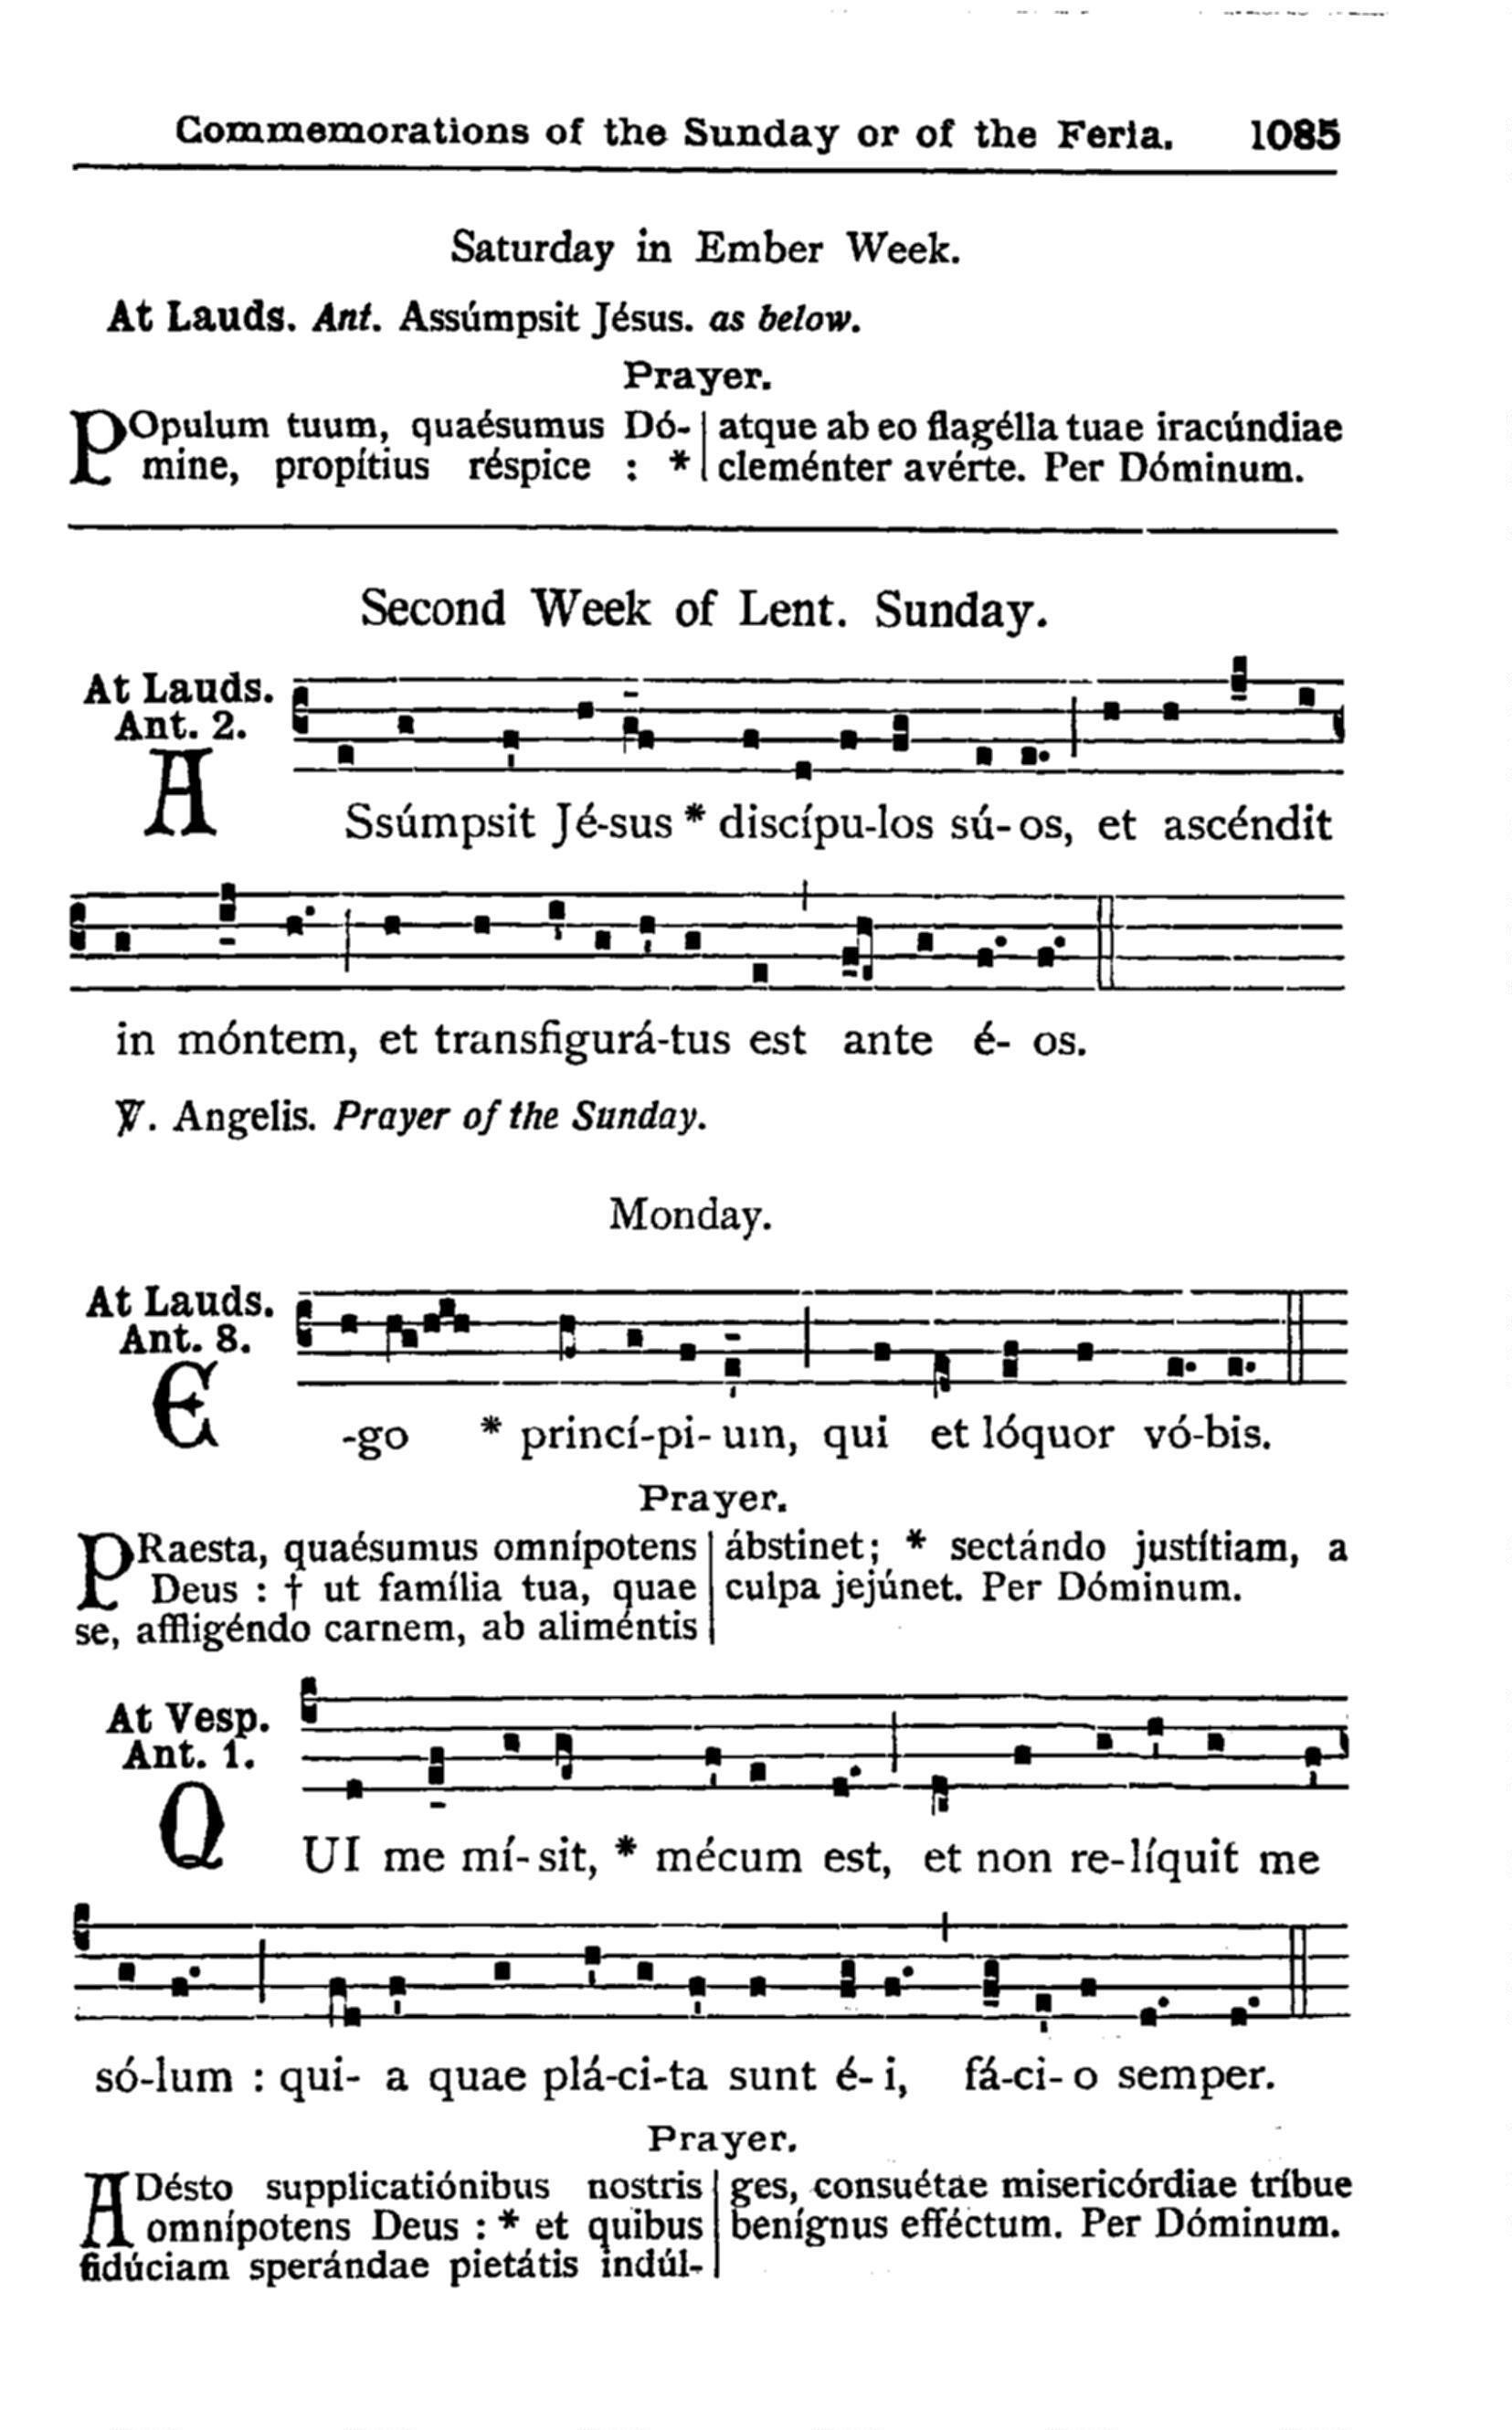 Commemorations of the Sunday or of the Feria. 1085
Saturday in Ember Week.
At Lauds. Ant. Assúmpsit Jésus. as below.
Prayer.
POpulum tuum, quaésumus Dó-
mine, propítius réspice : *
atque ab eo flagélla tuae iracúndiae
cleménter avérte. Per Dóminum.
Second Week of Lent. Sunday.
At Lauds.
Ant. 2.
ASsúmpsit Jé-sus * discípu-los sú-os, et ascéndit
in móntem, et transfigurá-tus est ante é- os.
℣. Angelis. Prayer of the Sunday.
Monday.
At Lauds.
Ant. 8.
E-go * princí-pi-um, qui et lóquor vó-bis.
Prayer.
PRaesta, quaésumus omnípotens
Deus : † ut família tua, quae
se, affligéndo carnem, ab aliméntis
ábstinet; * sectándo justítiam, a
culpa jejúnet. Per Dóminum.
At Vesp.
Ant. 1.
QUI me mí-sit, * mécum est, et non re-líquit me
só-lum : qui- a quae plá-ci-ta sunt é- i, fá-ci- o semper.
Prayer.
ADésto supplicatiónibus nostris
omnípotens Deus : * et quibus
fidúciam sperándae pietátis indúl-
ges, consuétae misericórdiae tríbue
benígnus efféctum. Per Dóminum.